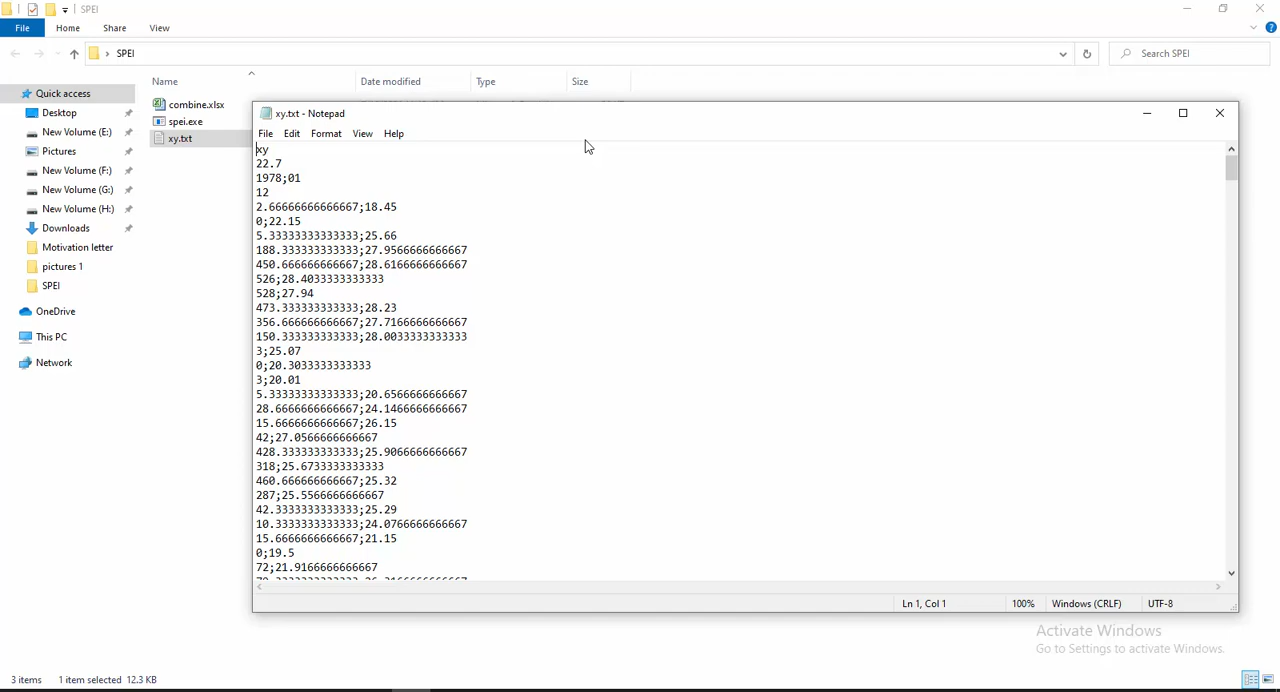 SPEI
File Home Share View
SPEI
Search SPEI
Name Date modified Type Size
Quick access
Desktop
New Volume (E:)
Pictures
New Volume (F:)
New Volume (G:)
New Volume (H:)
Downloads
Motivation letter
pictures 1
SPEI
OneDrive
This PC
Network
combine.xlsx
spei.exe
xy.txt
xy.txt - Notepad
File Edit Format View Help
xy
22.7
1978;01
12
2.66666666666667;18.45
0;22.15
5.33333333333333;25.66
188.333333333333;27.9566666666667
450.666666666667;28.6166666666667
526;28.4033333333333
528;27.94
473.333333333333;28.23
356.666666666667;27.7166666666667
150.333333333333;28.0033333333333
3;25.07
0;20.3033333333333
3;20.01
5.33333333333333;20.6566666666667
28.6666666666667;24.1466666666667
15.6666666666667;26.15
42;27.0566666666667
428.333333333333;25.9066666666667
318;25.6733333333333
460.666666666667;25.32
287;25.5566666666667
42.3333333333333;25.29
10.3333333333333;24.0766666666667
15.6666666666667;21.15
0;19.5
72;21.9166666666667
Ln 1, Col 1 100% Windows (CRLF) UTF-8
Activate Windows
Go to Settings to activate Windows.
3 items 1 item selected 12.3 KB